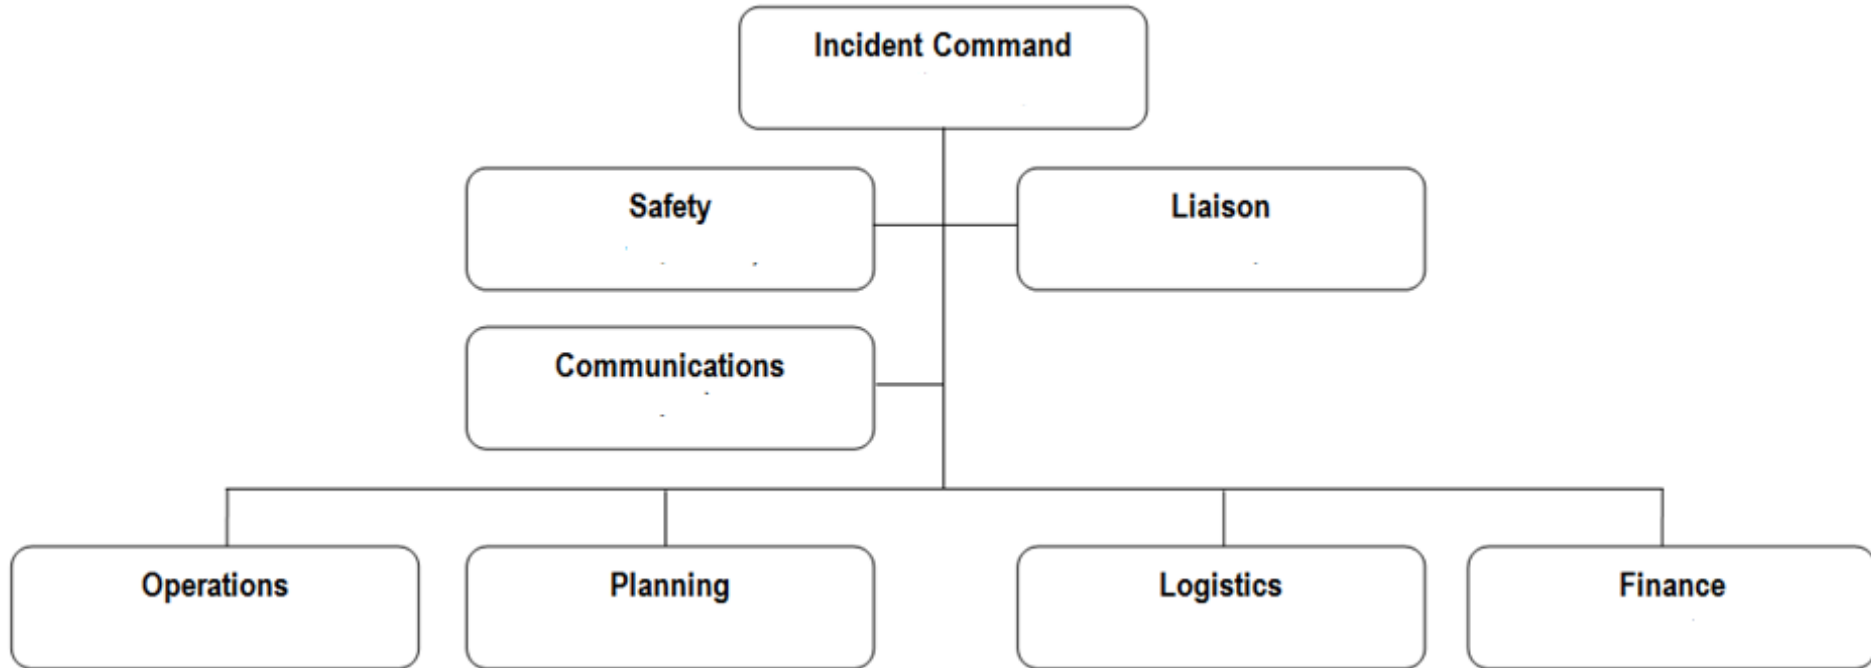 Incident Command
Safety
Liaison
Communications
Operations
Planning
Logistics
Finance